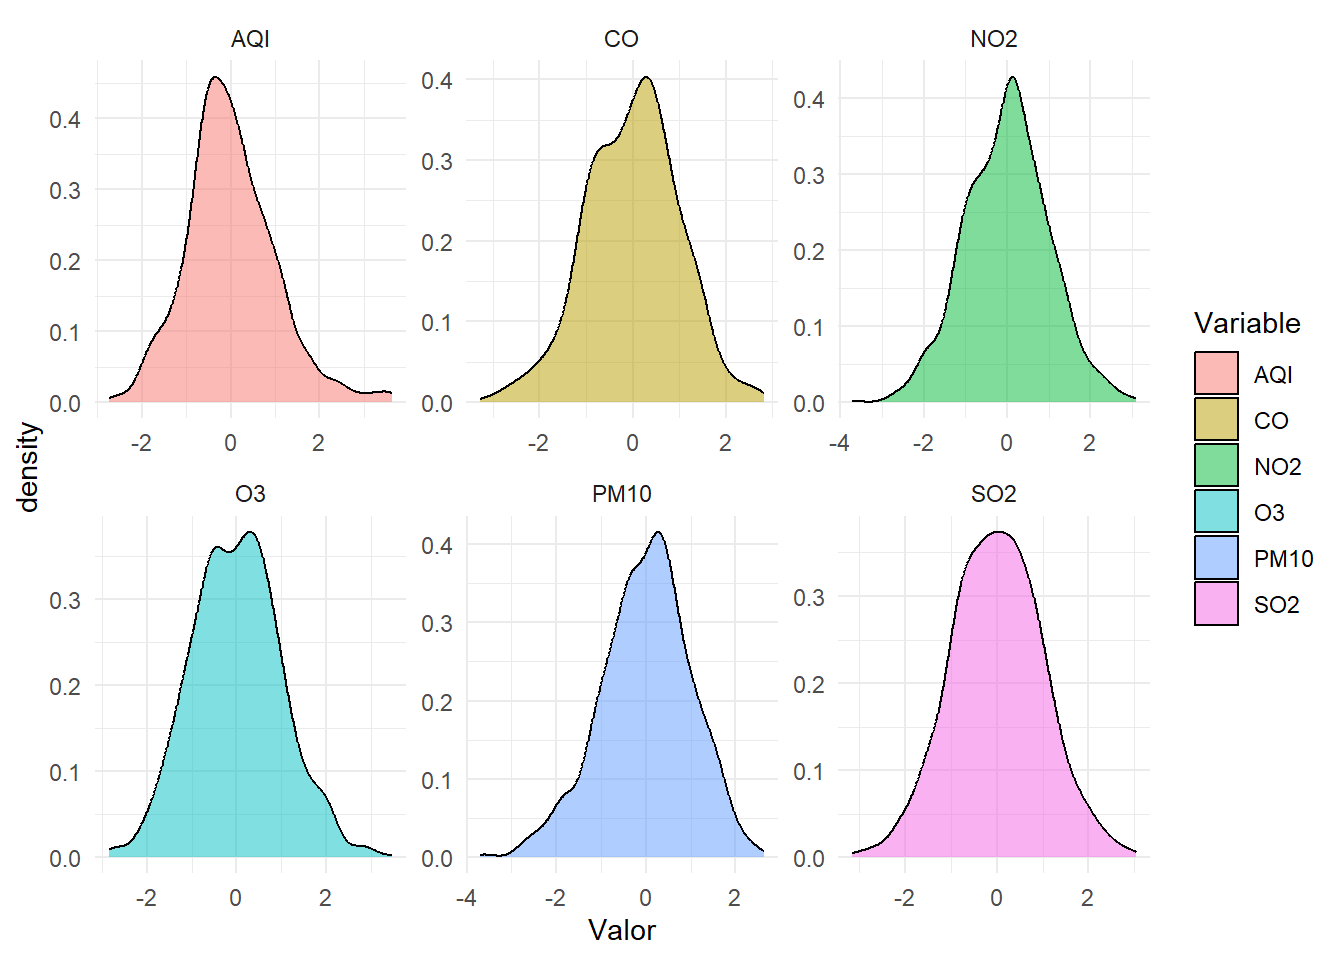 AQI CO NO2
0.4 0.3 0.2 0.1 0.0
0.4 0.3 0.2 0.1 0.0
0.4 0.3 0.2 0.1 0.0
-2 0 2 -2 0 2 -4 -2 0 2
density
O3 PM10 SO2
0.3 0.2 0.1 0.0
0.4 0.3 0.2 0.1 0.0
0.3 0.2 0.1 0.0
-2 0 2 -4 -2 0 2 -2 0 2
Valor
Variable
AQI
CO
NO2
O3
PM10
SO2